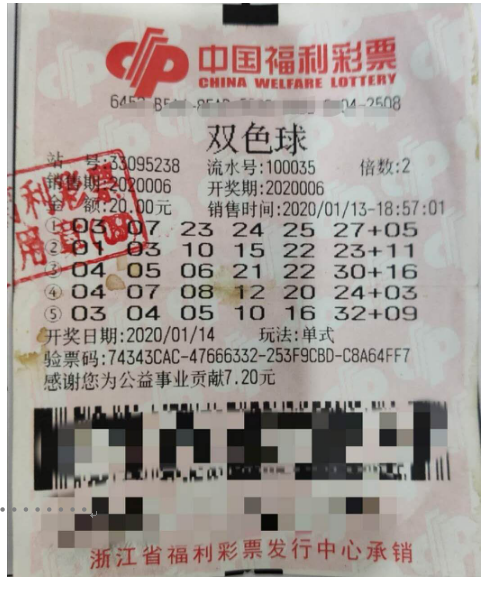 中国福利彩票
CHINA WELFARE LOTTERY
04-2508
双色球
站 号:33095238 流水号:100035 倍数:2
销售期:2020006 开奖期:2020006
金 额:20.00元 销售时间:2020/01/13-18:57:01
① 03 07 23 24 25 27+05
② 01 03 10 15 22 23+11
③ 04 05 06 21 22 30+16
④ 04 07 08 12 20 24+03
⑤ 03 04 05 10 16 32+09
开奖日期:2020/01/14 玩法:单式
验票码:74343CAC-47666332-253F9CBD-C8A64FF7
感谢您为公益事业贡献7.20元
浙江省福利彩票发行中心承销